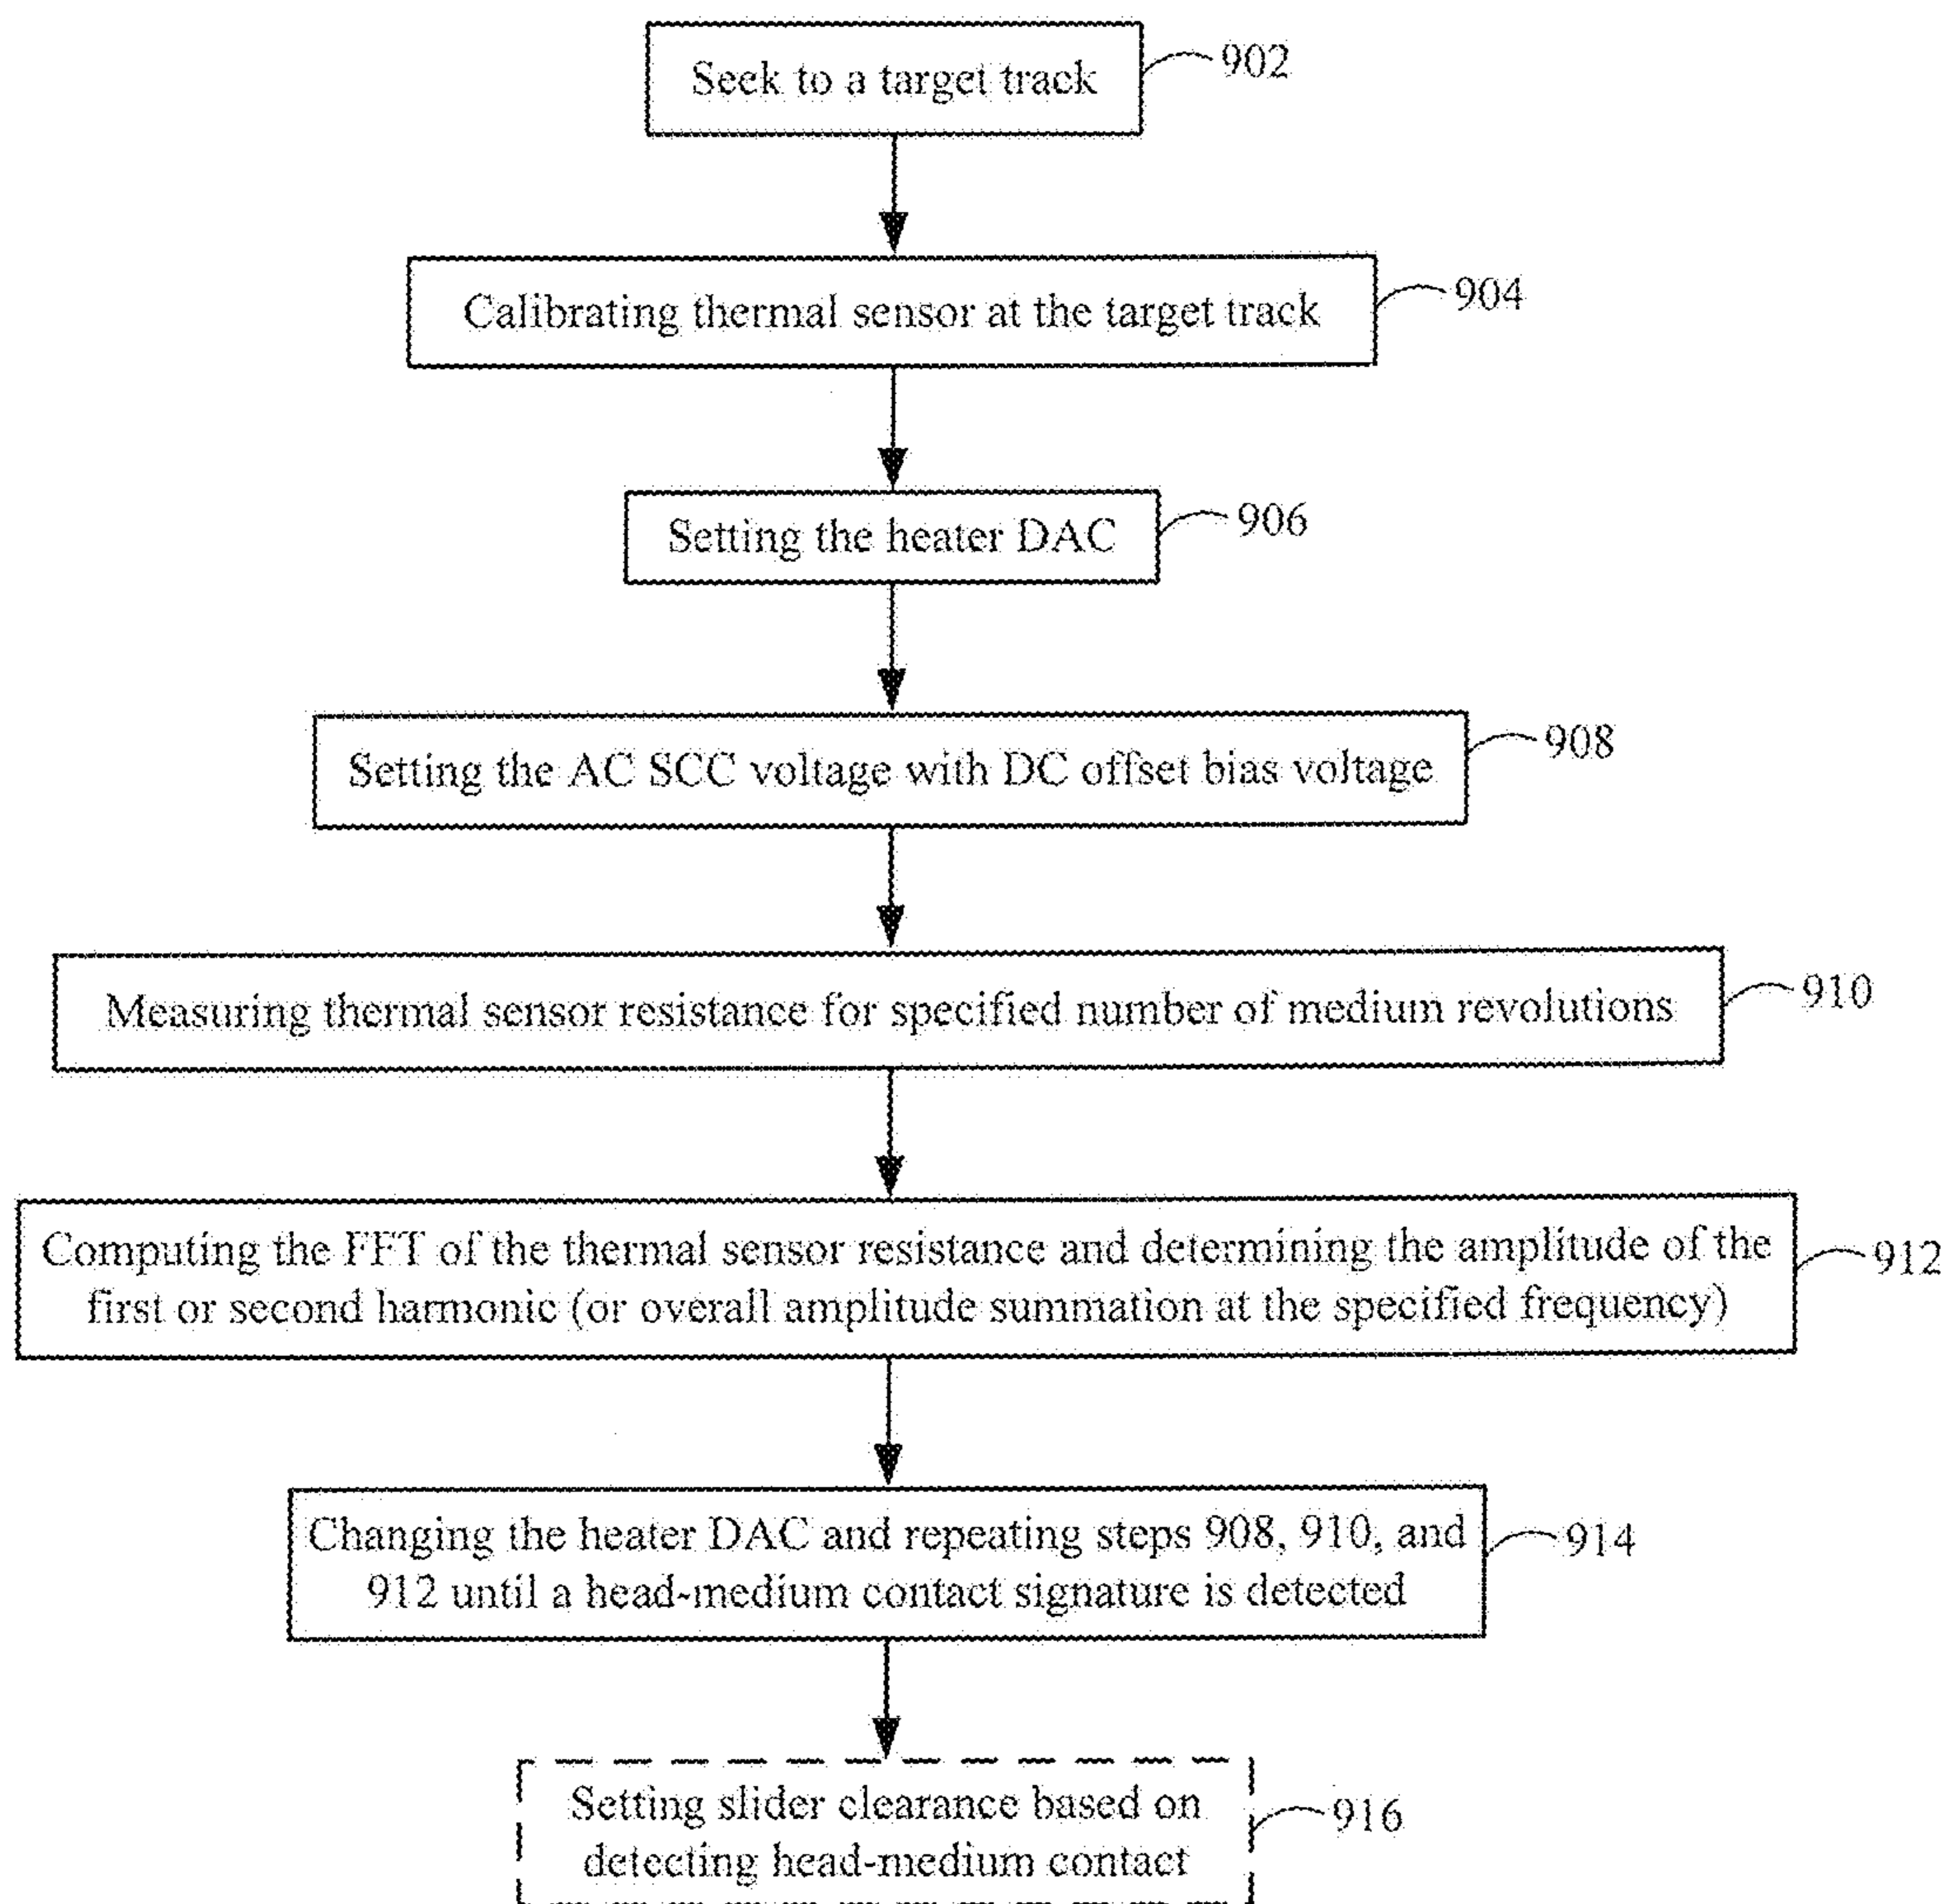 Seek to a target track
902
Calibrating thermal sensor at the target track
904
Setting the heater DAC
906
Setting the AC SCC voltage with DC offset bias voltage
908
Measuring thermal sensor resistance for specified number of medium revolutions
910
Computing the FFT of the thermal sensor resistance and determining the amplitude of the
first or second harmonic (or overall amplitude summation at the specified frequency)
912
Changing the heater DAC and repeating steps 908, 910, and
912 until a head-medium contact signature is detected
914
Setting slider clearance based on
detecting head-medium contact
916